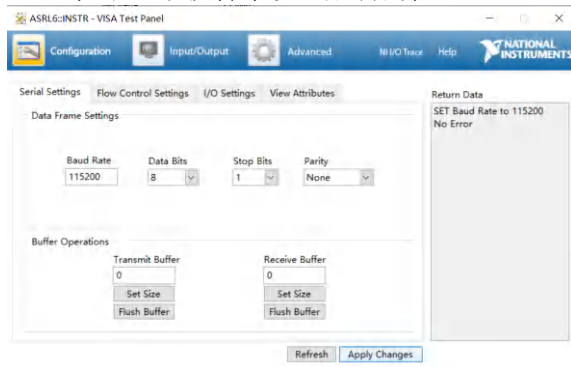 ASRL6::INSTR - VISA Test Panel
Configuration Input/Output Advanced NI I/O Trace Help NATIONAL INSTRUMENTS
Serial Settings Flow Control Settings I/O Settings View Attributes
Return Data
Data Frame Settings
SET Baud Rate to 115200
No Error
Baud Rate Data Bits Stop Bits Parity
115200 8 1 None
Buffer Operations
Transmit Buffer Receive Buffer
0 0
Set Size Set Size
Flush Buffer Flush Buffer
Refresh Apply Changes